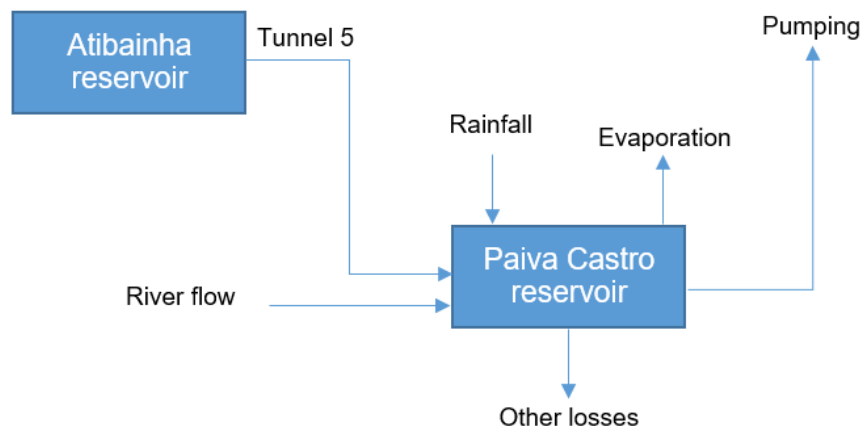 Atibainha
reservoir
Tunnel 5
Pumping
Rainfall
Evaporation
Paiva Castro
reservoir
River flow
Other losses